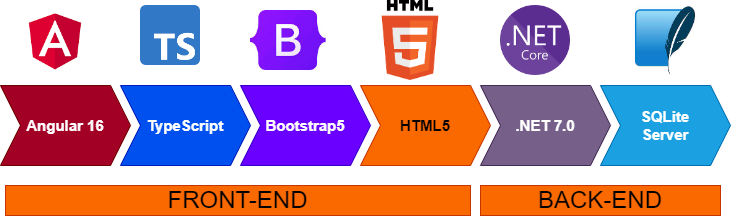 HTML
A
TS
B
5
.NET
Core
Angular 16
TypeScript
Bootstrap5
HTML5
.NET 7.0
SQLite
Server
FRONT-END
BACK-END